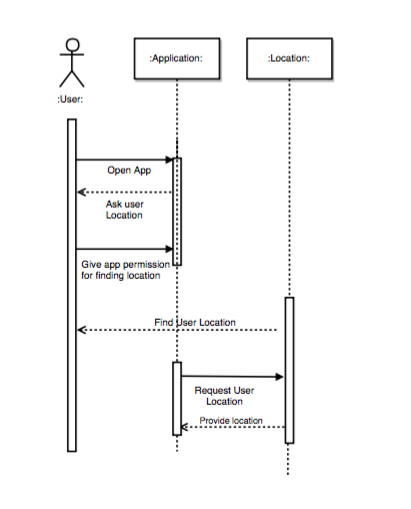 :Application:
:Location:
:User:
Open App
Ask user
Location
Give app permission
for finding location
Find User Location
Request User
Location
Provide location